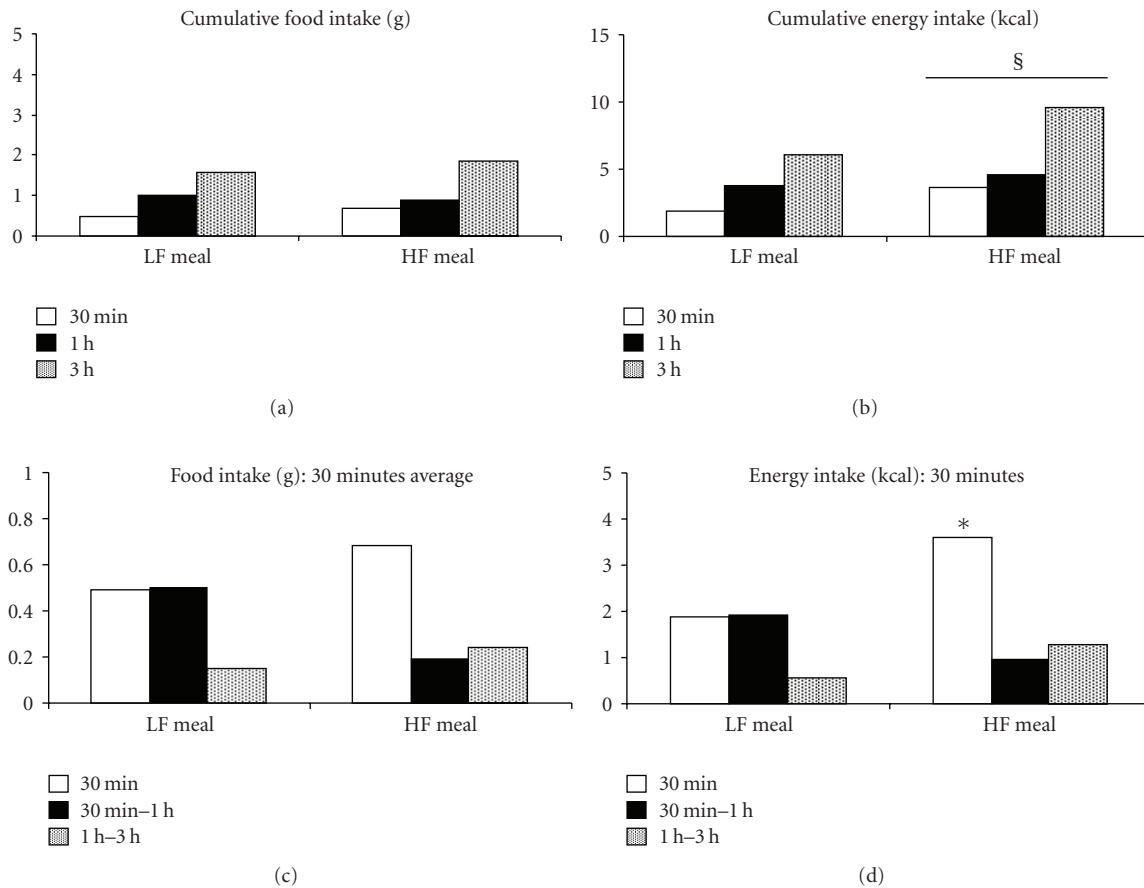 Cumulative food intake (g)
5
4
3
2
1
0
LF meal HF meal
30 min
1 h
3 h
(a)
Cumulative energy intake (kcal)
15
10
5
0
§
LF meal HF meal
30 min
1 h
3 h
(b)
Food intake (g): 30 minutes average
1
0.8
0.6
0.4
0.2
0
LF meal HF meal
30 min
30 min–1 h
1 h–3 h
(c)
Energy intake (kcal): 30 minutes
5
4
3
2
1
0
*
LF meal HF meal
30 min
30 min–1 h
1 h–3 h
(d)